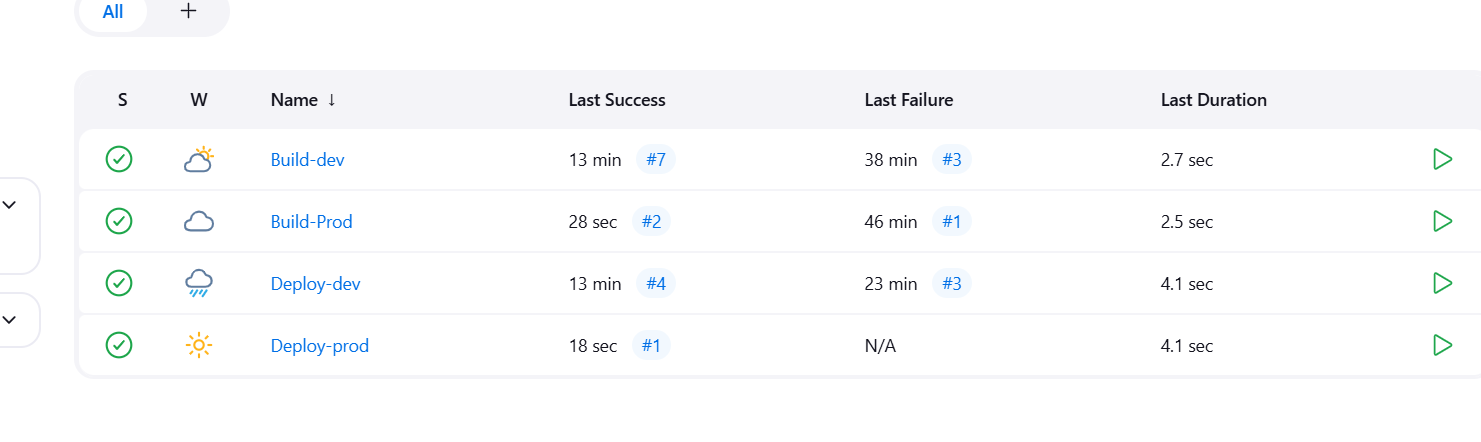 All +
S W Name ↓ Last Success Last Failure Last Duration
Build-dev 13 min #7 38 min #3 2.7 sec
Build-Prod 28 sec #2 46 min #1 2.5 sec
Deploy-dev 13 min #4 23 min #3 4.1 sec
Deploy-prod 18 sec #1 N/A 4.1 sec